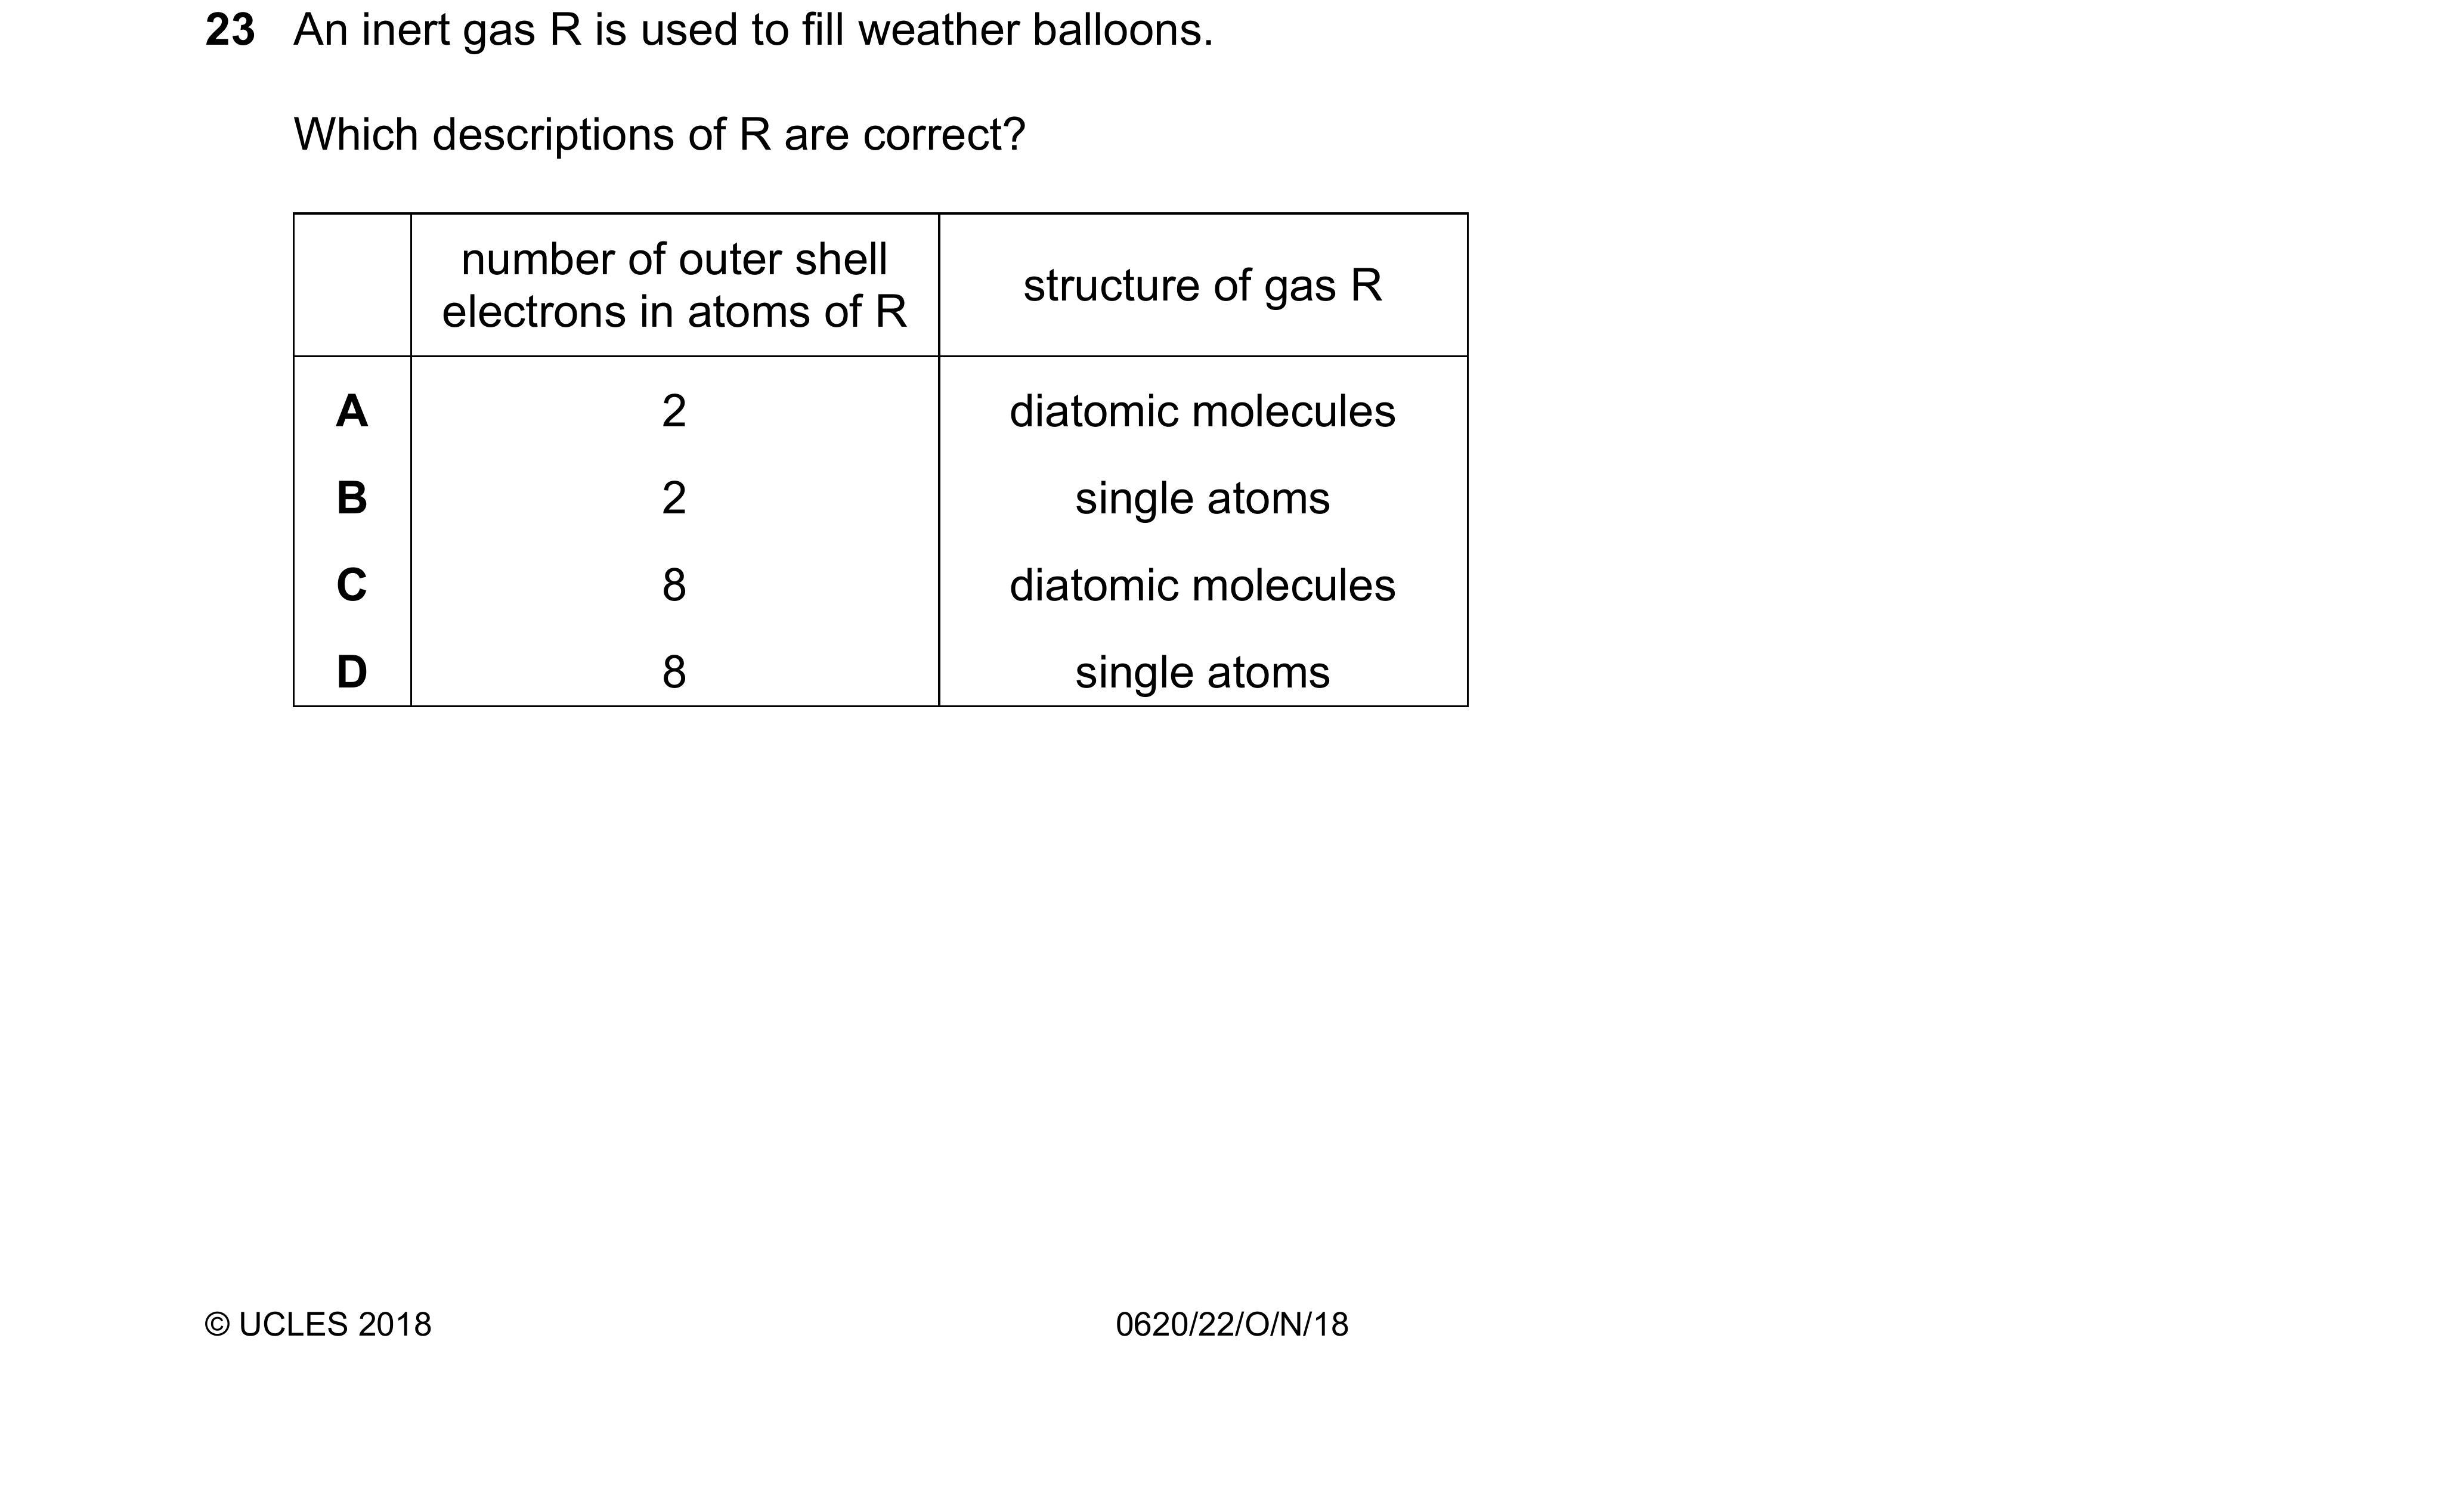 23 An inert gas R is used to fill weather balloons.
Which descriptions of R are correct?
number of outer shell
electrons in atoms of R
structure of gas R
A 2 diatomic molecules
B 2 single atoms
C 8 diatomic molecules
D 8 single atoms
© UCLES 2018 0620/22/O/N/18